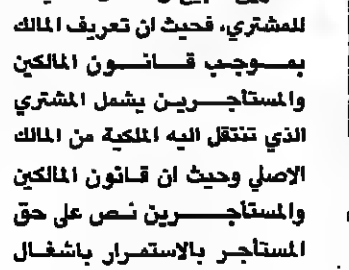 للمشتري، فحيث ان تعريف المالك
بموجب قانون المالكين
والمستأجرين يشمل المشتري
الذي تنتقل اليه الملكية من المالك
الاصلي وحيث ان قانون المالكين
والمستأجرين نص على حق
المستأجر بالاستمرار باشغال